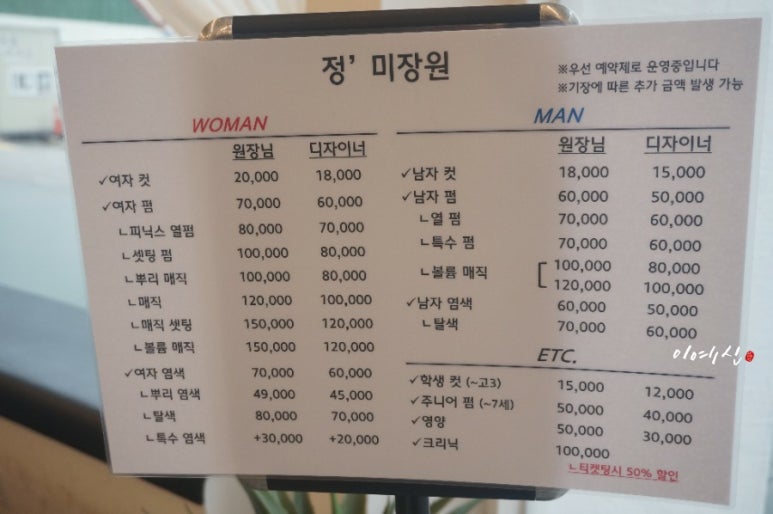 정’ 미장원
※우선 예약제로 운영중입니다
※기장에 따른 추가 금액 발생 가능
WOMAN
원장님 디자이너
✓여자 컷 20,000 18,000
✓여자 펌 70,000 60,000
ㄴ피닉스 열펌 80,000 70,000
ㄴ셋팅 펌 100,000 80,000
ㄴ뿌리 매직 100,000 80,000
ㄴ매직 120,000 100,000
ㄴ매직 셋팅 150,000 120,000
ㄴ볼륨 매직 150,000 120,000
✓여자 염색 70,000 60,000
ㄴ뿌리 염색 49,000 45,000
ㄴ탈색 80,000 70,000
ㄴ특수 염색 +30,000 +20,000
MAN
원장님 디자이너
✓남자 컷 18,000 15,000
✓남자 펌 60,000 50,000
ㄴ열 펌 70,000 60,000
ㄴ특수 펌 70,000 60,000
ㄴ볼륨 매직 100,000 80,000
120,000 100,000
✓남자 염색 60,000 50,000
ㄴ탈색 70,000 60,000
이예신
ETC.
✓학생 컷 (~고3) 15,000 12,000
✓주니어 펌 (~7세) 50,000 40,000
✓영양 50,000 30,000
✓크리닉 100,000
ㄴ티켓팅시 50% 할인